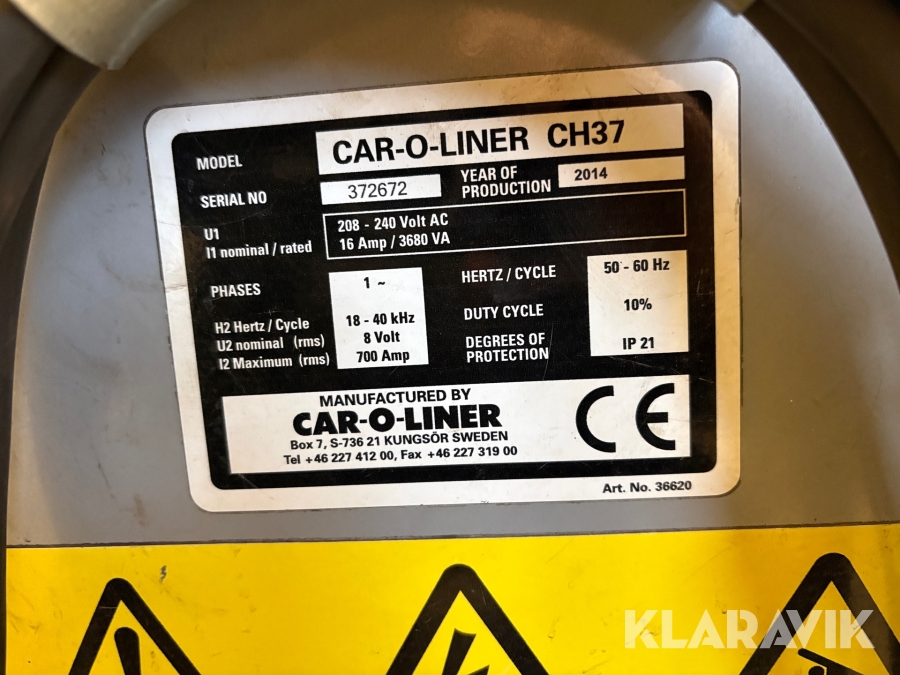 MODEL CAR-O-LINER CH37
SERIAL NO 372672 YEAR OF PRODUCTION 2014
U1 208 - 240 Volt AC
I1 nominal / rated 16 Amp / 3680 VA
PHASES 1 ~ HERTZ / CYCLE 50 - 60 Hz
H2 Hertz / Cycle 18 - 40 kHz DUTY CYCLE 10%
U2 nominal (rms) 8 Volt
I2 Maximum (rms) 700 Amp DEGREES OF PROTECTION IP 21
MANUFACTURED BY
CAR-O-LINER
Box 7, S-736 21 KUNGSÖR SWEDEN
Tel +46 227 412 00, Fax +46 227 319 00
CE
Art. No. 36620
KLARAVIK